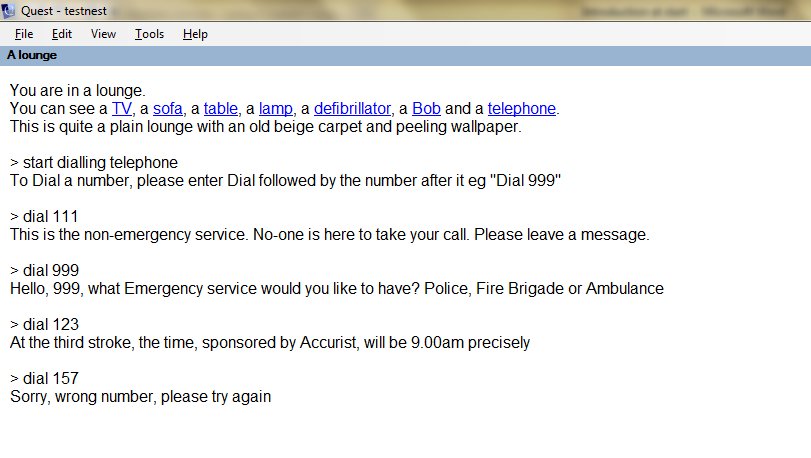 Quest - testnest
File Edit View Tools Help
A lounge
You are in a lounge.
You can see a TV, a sofa, a table, a lamp, a defibrillator, a Bob and a telephone.
This is quite a plain lounge with an old beige carpet and peeling wallpaper.
> start dialling telephone
To Dial a number, please enter Dial followed by the number after it eg "Dial 999"
> dial 111
This is the non-emergency service. No-one is here to take your call. Please leave a message.
> dial 999
Hello, 999, what Emergency service would you like to have? Police, Fire Brigade or Ambulance
> dial 123
At the third stroke, the time, sponsored by Accurist, will be 9.00am precisely
> dial 157
Sorry, wrong number, please try again